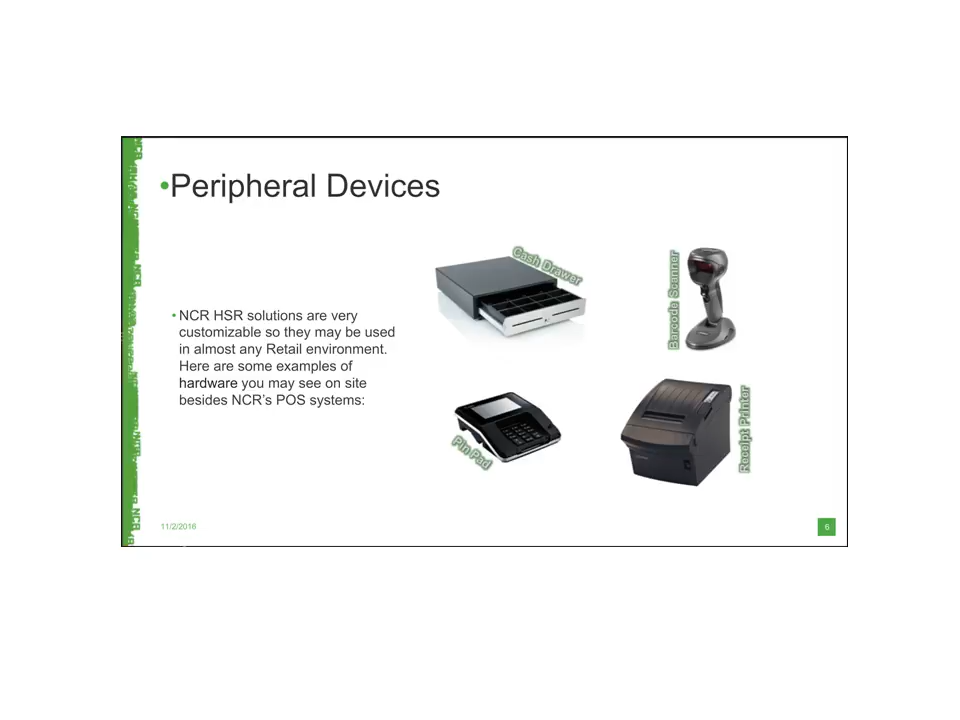 •Peripheral Devices
Cash Drawer
Barcode Scanner
• NCR HSR solutions are very
customizable so they may be used
in almost any Retail environment.
Here are some examples of
hardware you may see on site
besides NCR's POS systems:
Pin Pad
Receipt Printer
11/2/2016
6